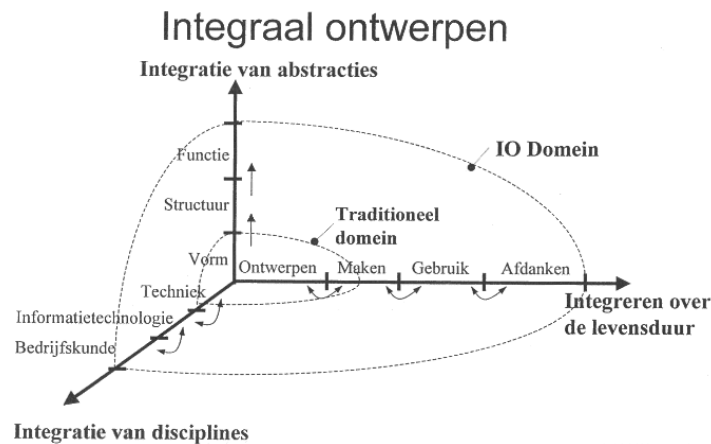 Integraal ontwerpen
Integratie van abstracties
Functie
IO Domein
Structuur
Traditioneel
domein
Vorm
Ontwerpen
Maken
Gebruik
Afdanken
Techniek
Integreren over
de levensduur
Informatietechnologie
Bedrijfskunde
Integratie van disciplines